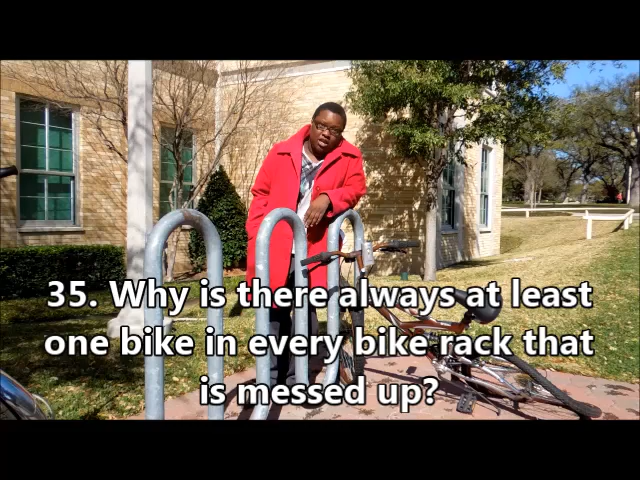 35. Why is there always at least
one bike in every bike rack that
is messed up?